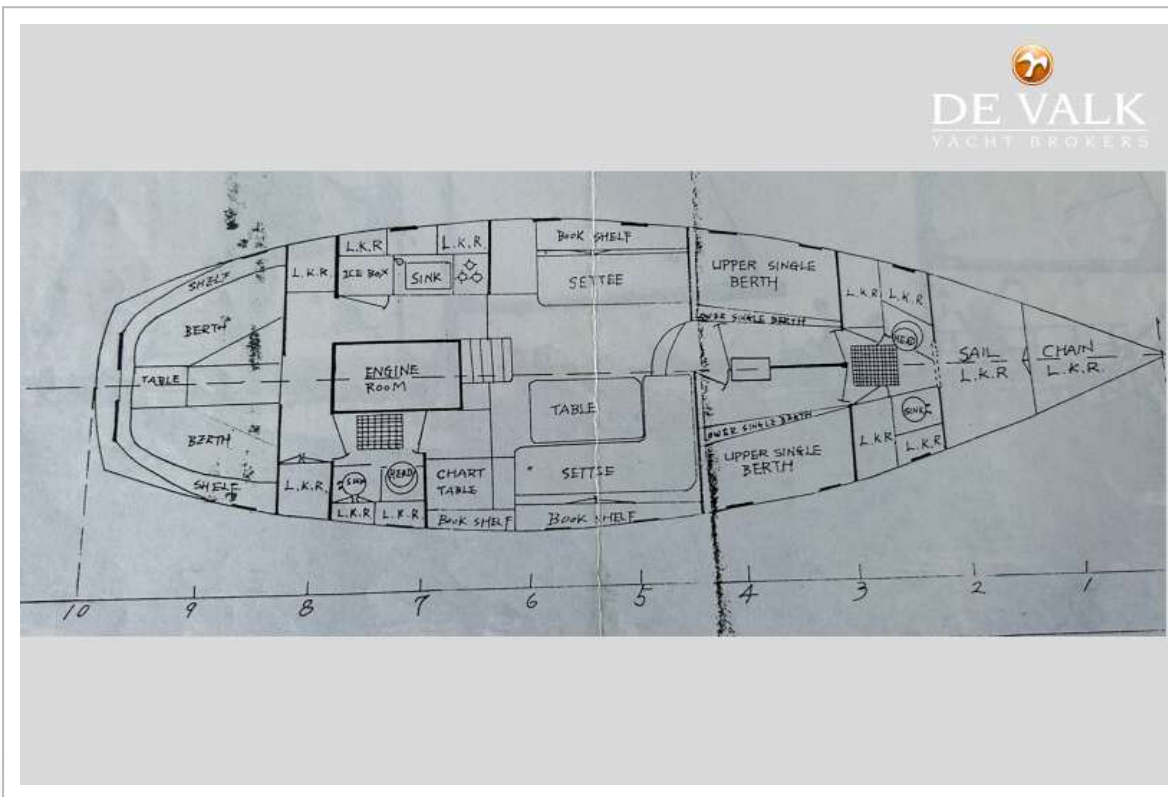 DE VALK
YACHT BROKERS
SHELF
BERTH
TABLE
BERTH
SHELF
L.K.R.
L.K.R.
L.K.R
L.K.R.
ICE BOX
SINK
ENGINE
ROOM
SINK
HEAD
L.K.R
L.K.R
CHART
TABLE
BOOK SHELF
BOOK SHELF
SETTEE
TABLE
SETTEE
BOOK SHELF
UPPER SINGLE
BERTH
LOWER SINGLE BERTH
LOWER SINGLE BERTH
UPPER SINGLE
BERTH
L.K.R
L.K.R
HEAD
SINK
L.K.R
L.K.R
SAIL
L.K.R
CHAIN
L.K.R.
10 9 8 7 6 5 4 3 2 1